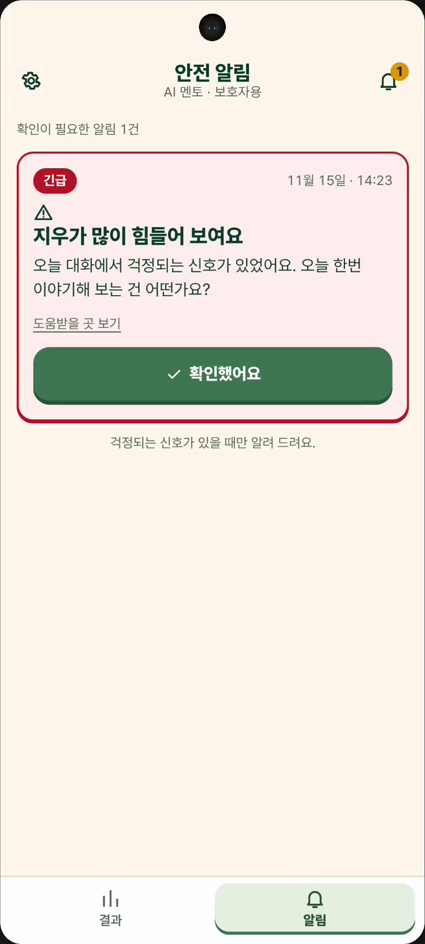 안전 알림
AI 멘토 · 보호자용
1
확인이 필요한 알림 1건
긴급
11월 15일 · 14:23
지우가 많이 힘들어 보여요
오늘 대화에서 걱정되는 신호가 있었어요. 오늘 한번
이야기해 보는 건 어떤가요?
도움받을 곳 보기
확인했어요
걱정되는 신호가 있을 때만 알려 드려요.
결과
알림